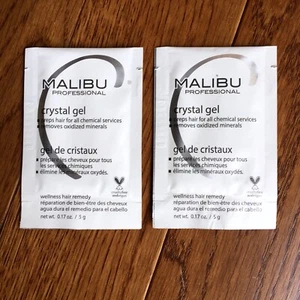 MALIBU
PROFESSIONAL
crystal gel
preps hair for all chemical services
removes oxidized minerals
gel de cristaux
prépare les cheveux pour tous
les services chimiques
élimine les minéraux oxydés.
wellness hair remedy
réparation de bien-être des cheveux
agua dura el remedio para el cabello
net wt. 0.17 oz. / 5 g
MALIBU
PROFESSIONAL
crystal gel
preps hair for all chemical services
removes oxidized minerals
gel de cristaux
prépare les cheveux pour tous
les services chimiques
élimine les minéraux oxydés.
wellness hair remedy
réparation de bien-être des cheveux
agua dura el remedio para el cabello
net wt. 0.17 oz. / 5 g